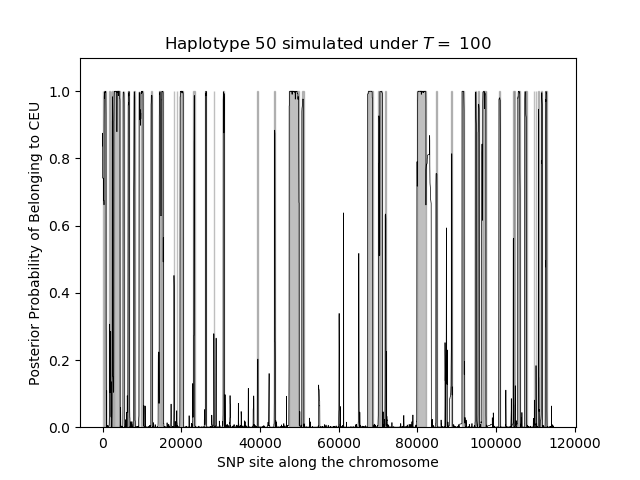 Haplotype 50 simulated under T = 100
Posterior Probability of Belonging to CEU
1.0
0.8
0.6
0.4
0.2
0.0
0 20000 40000 60000 80000 100000 120000
SNP site along the chromosome